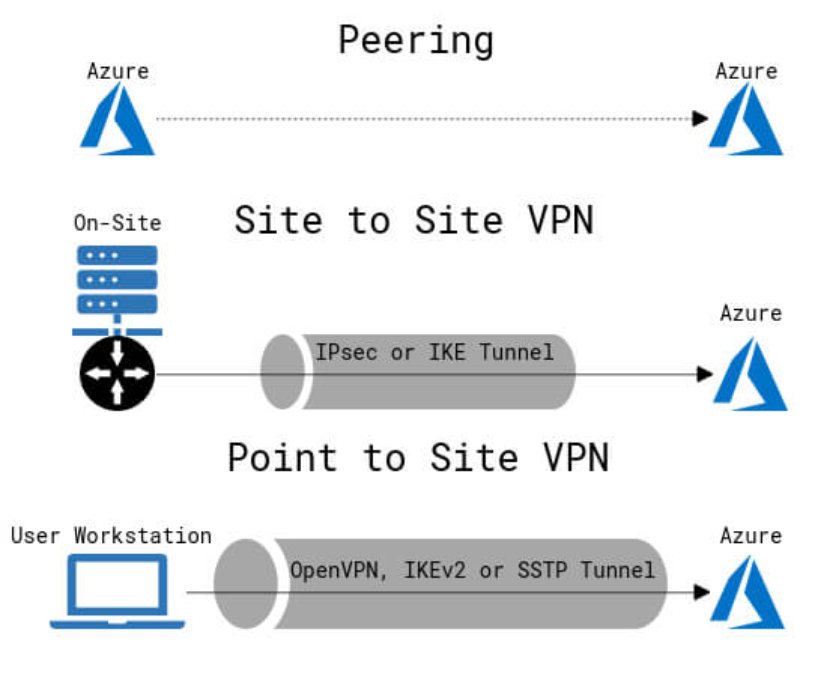 Peering
Azure
Azure
Site to Site VPN
On-Site
Azure
IPsec or IKE Tunnel
Point to Site VPN
User Workstation
Azure
OpenVPN, IKEv2 or SSTP Tunnel